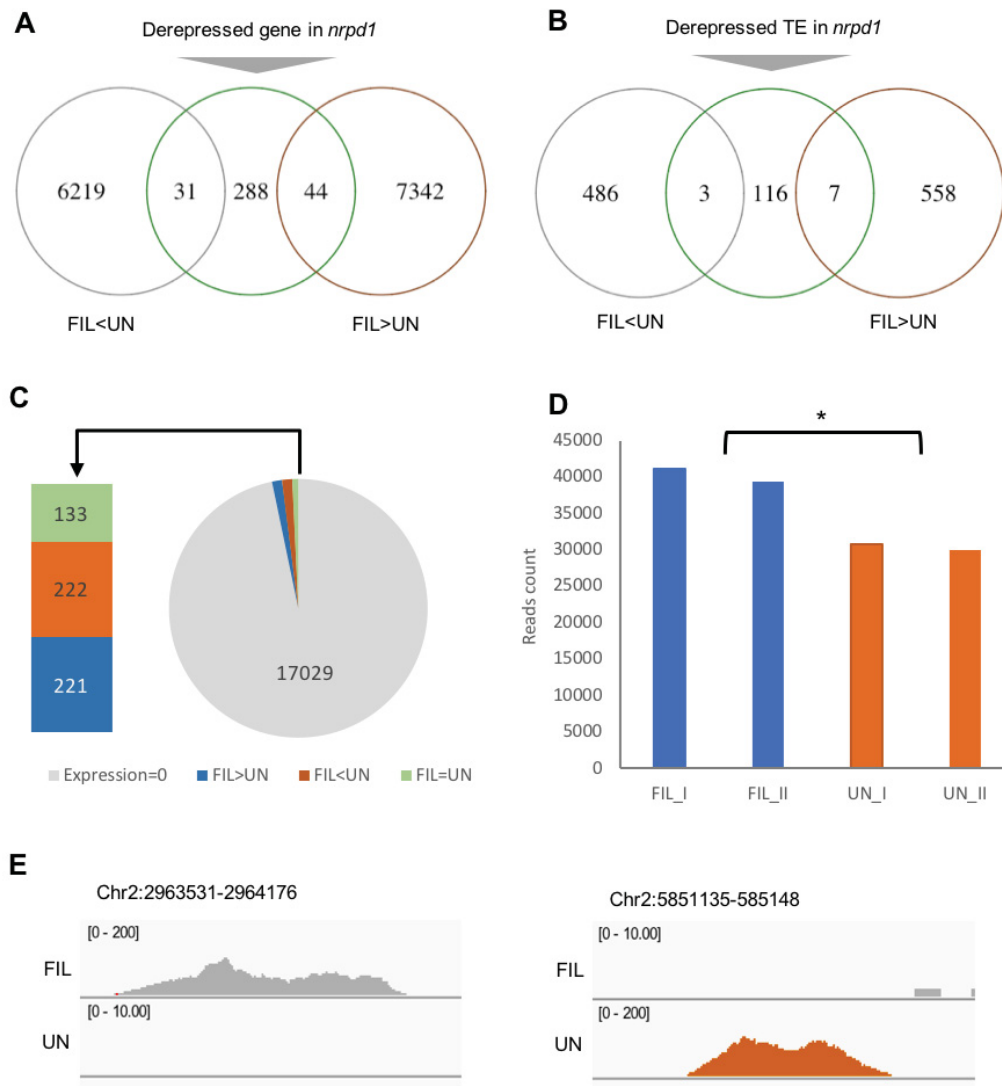 A
Derepressed gene in nrpd1
6219 31 288 44 7342
FIL<UN FIL>UN
B
Derepressed TE in nrpd1
486 3 116 7 558
FIL<UN FIL>UN
C
133
222
221
17029
Expression=0 FIL>UN FIL<UN FIL=UN
D
*
Reads count
45000
40000
35000
30000
25000
20000
15000
10000
5000
0
FIL_I FIL_II UN_I UN_II
E
Chr2:2963531-2964176
[0 - 200]
FIL
[0 - 10.00]
UN
Chr2:5851135-585148
[0 - 10.00]
FIL
[0 - 200]
UN